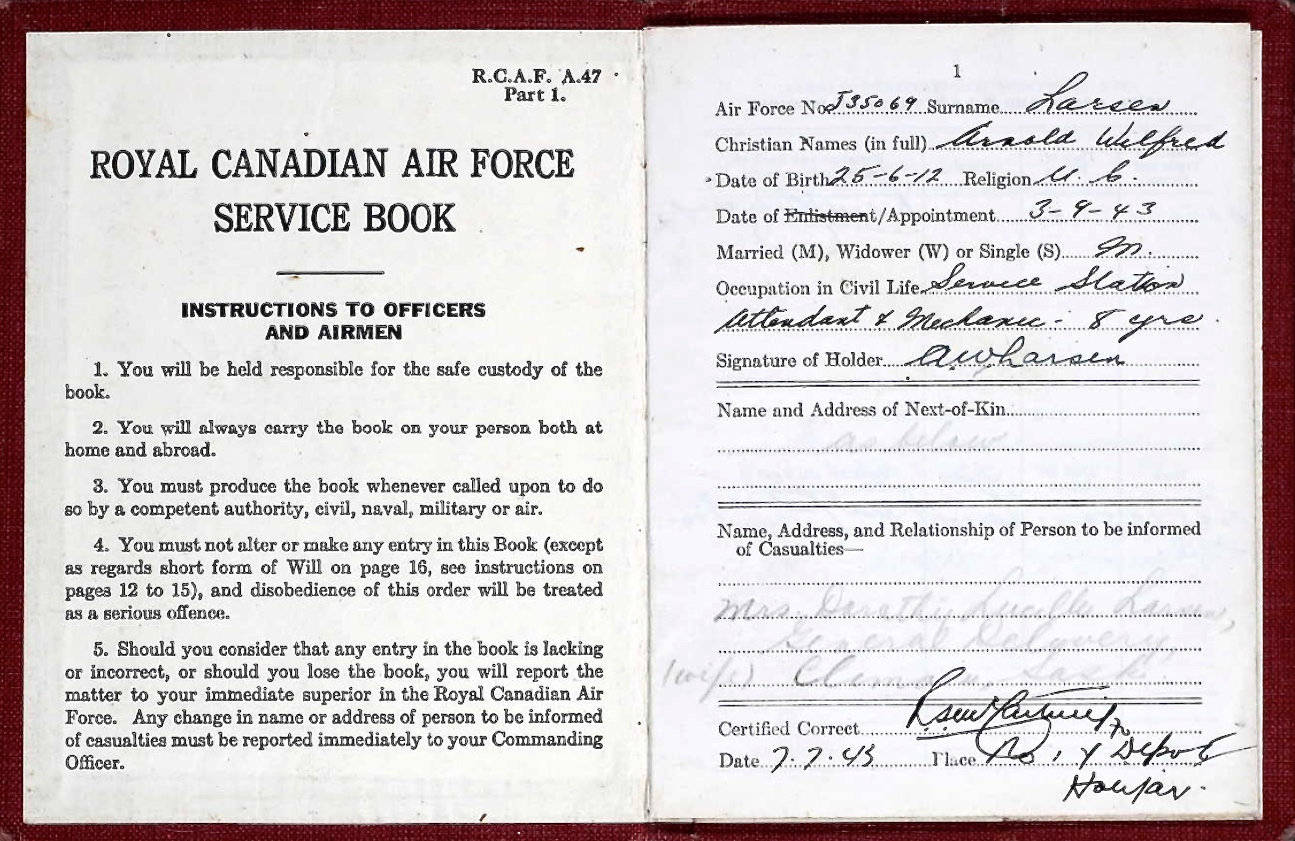 R.C.A.F. A.47
Part 1.
ROYAL CANADIAN AIR FORCE
SERVICE BOOK
INSTRUCTIONS TO OFFICERS
AND AIRMEN
1. You will be held responsible for the safe custody of the
book.
2. You will always carry the book on your person both at
home and abroad.
3. You must produce the book whenever called upon to do
so by a competent authority, civil, naval, military or air.
4. You must not alter or make any entry in this Book (except
as regards short form of Will on page 16, see instructions on
pages 12 to 15), and disobedience of this order will be treated
as a serious offence.
5. Should you consider that any entry in the book is lacking
or incorrect, or should you lose the book, you will report the
matter to your immediate superior in the Royal Canadian Air
Force. Any change in name or address of person to be informed
of casualties must be reported immediately to your Commanding
Officer.
1
Air Force No. J35069 Surname Larsen
Christian Names (in full) Arnold Wilfred
Date of Birth 25-6-12 Religion U. C.
Date of Enlistment/Appointment 3-9-43
Married (M), Widower (W) or Single (S) M.
Occupation in Civil Life Service Station
Attendant & Mechanic - 8 yrs.
Signature of Holder AWLarsen
Name and Address of Next-of-Kin
as below
Name, Address, and Relationship of Person to be informed
of Casualties—
Mrs. Dorothy Lucille Larsen,
General Delivery,
(wife) Sask.
Certified Correct
Date 7.7.43 Place No. 1 Y Depot
Halifax.